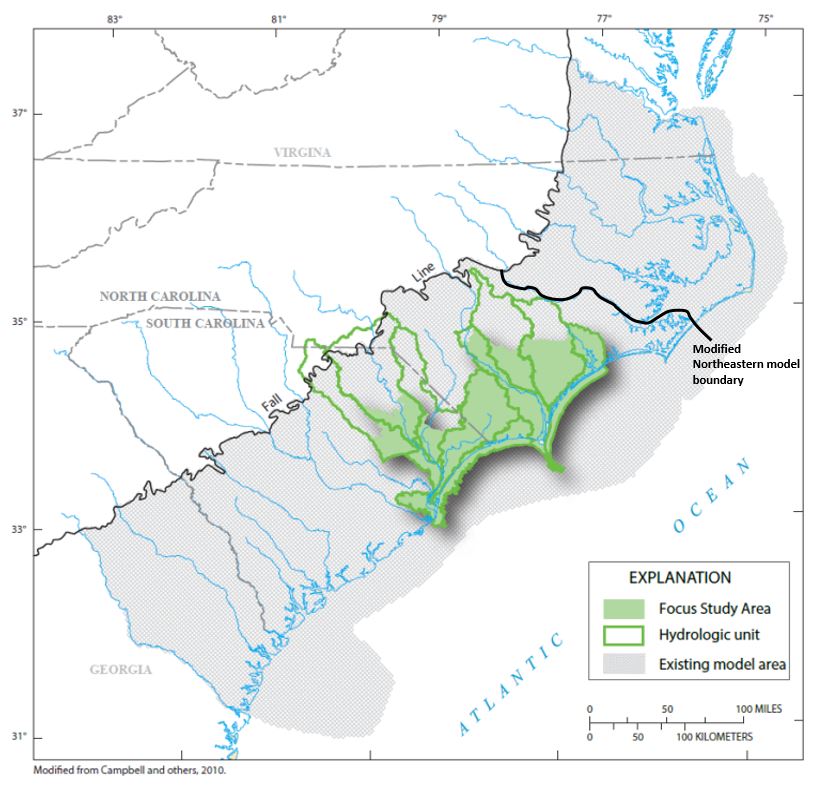 83°
81°
79°
77°
75°
37°
VIRGINIA
Line
NORTH CAROLINA
SOUTH CAROLINA
35°
Modified
Northeastern model
boundary
Fall
33°
OCEAN
EXPLANATION
Focus Study Area
Hydrologic unit
Existing model area
GEORGIA
ATLANTIC
0 50 100 MILES
0 50 100 KILOMETERS
31°
Modified from Campbell and others, 2010.